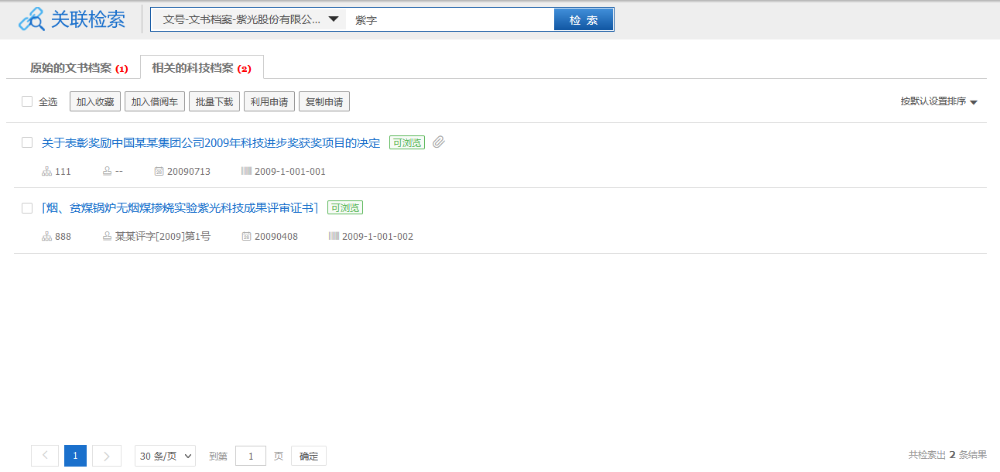 关联检索 文号-文书档案-紫光股份有限公... 紫字 检 索
原始的文书档案 (1) 相关的科技档案 (2)
全选 加入收藏 加入借阅车 批量下载 利用申请 复制申请 按默认设置排序
关于表彰奖励中国某某集团公司2009年科技进步奖获奖项目的决定 可浏览
111 -- 20090713 2009-1-001-001
「烟、贫煤锅炉无烟煤掺烧实验紫光科技成果评审证书」 可浏览
888 某某评字[2009]第1号 20090408 2009-1-001-002
1 30 条/页 到第 1 页 确定 共检索出 2 条结果